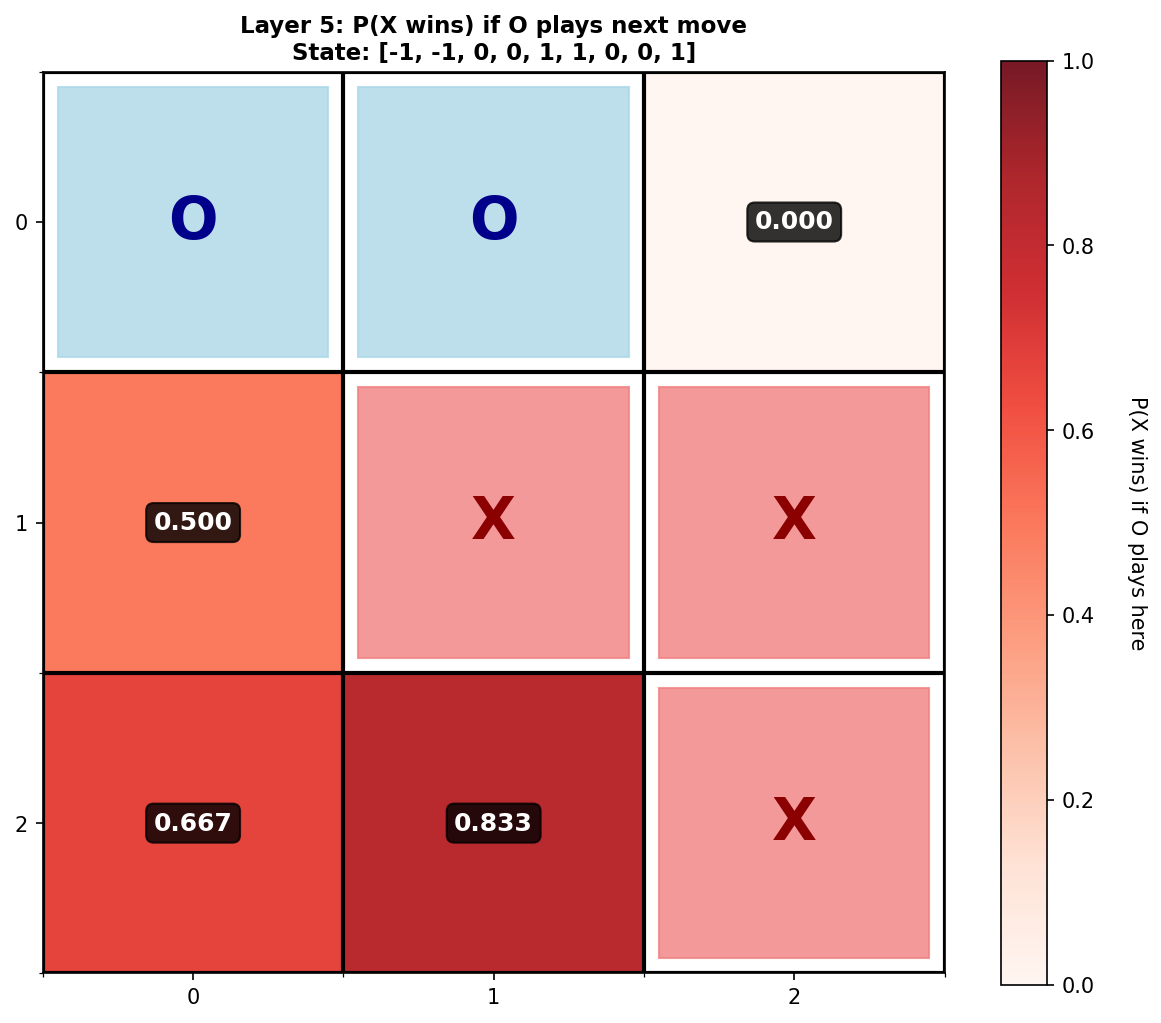 Layer 5: P(X wins) if O plays next move
State: [-1, -1, 0, 0, 1, 1, 0, 0, 1]
0
O
O
0.000
1
0.500
X
X
2
0.667
0.833
X
0
1
2
1.0
0.8
0.6
0.4
0.2
0.0
P(X wins) if O plays here